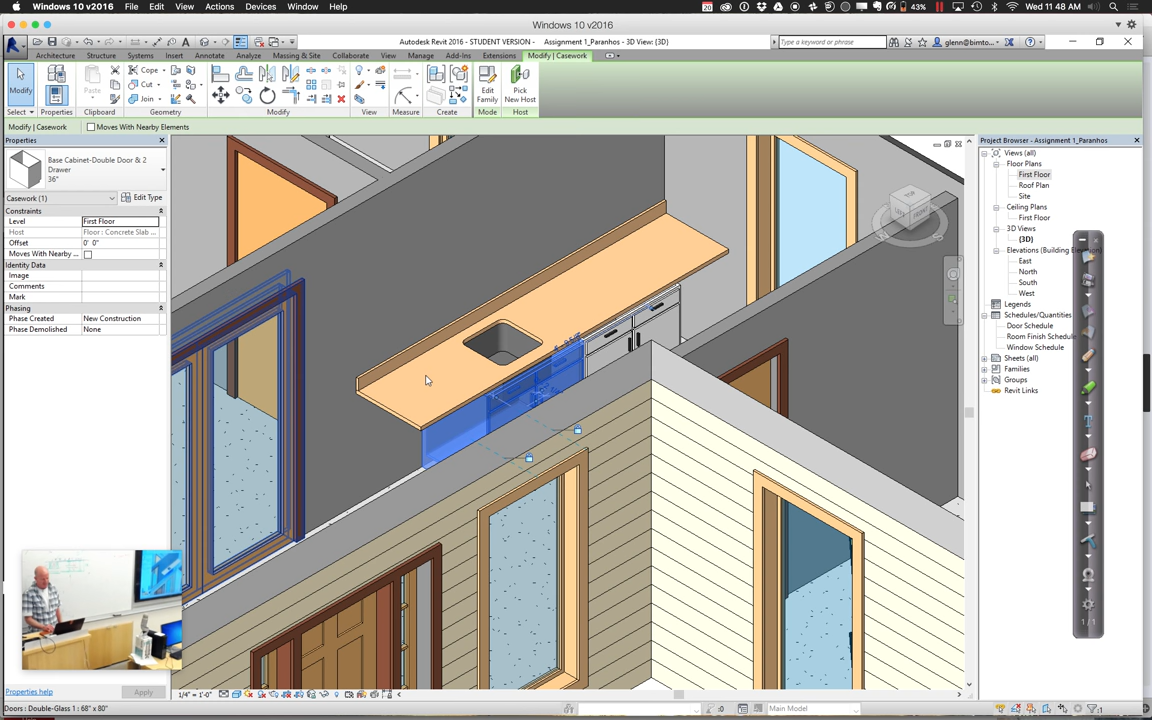 Windows 10 v2016 File Edit View Actions Devices Window Help
20 43% Wed 11 48 AM
Windows 10 v2016
Autodesk Revit 2016 - STUDENT VERSION - Assignment 1_Paranhos - 3D View: {3D}
Type a keyword or phrase
glenn@bimto...
Architecture Structure Systems Insert Annotate Analyze Massing & Site Collaborate View Manage Add-Ins Extensions Modify | Casework
Cope
Cut
Join
Modify
Paste
Edit
Family
Pick
New Host
Select Properties Clipboard Geometry Modify View Measure Create Mode Host
Modify | Casework Moves With Nearby Elements
Properties
Base Cabinet-Double Door & 2
Drawer
36"
Casework (1) Edit Type
Constraints
Level First Floor
Host Floor : Concrete Slab ...
Offset 0' 0"
Moves With Nearby ...
Identity Data
Image
Comments
Mark
Phasing
Phase Created New Construction
Phase Demolished None
Properties help Apply
TOP
LEFT FRONT
Project Browser - Assignment 1_Paranhos
Views (all)
Floor Plans
First Floor
Roof Plan
Site
Ceiling Plans
First Floor
3D Views
{3D}
Elevations (Building Elevation)
East
North
South
West
Legends
Schedules/Quantities
Door Schedule
Room Finish Schedule
Window Schedule
Sheets (all)
Families
Groups
Revit Links
1 / 1
1/4" = 1'-0"
Doors : Double-Glass 1 : 68" x 80"
:0
Main Model
:1